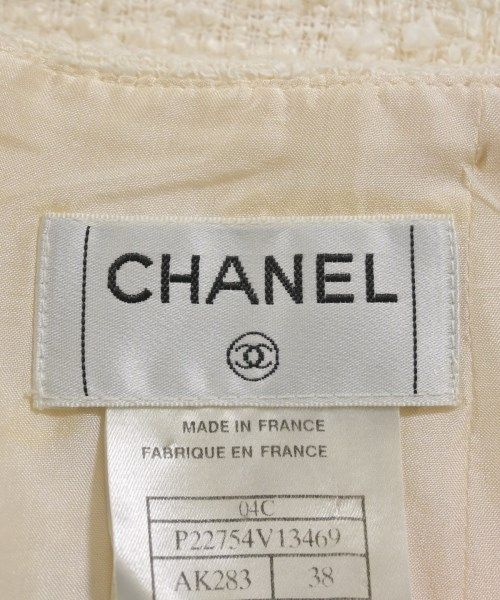 CHANEL
MADE IN FRANCE
FABRIQUE EN FRANCE
04C
P22754V13469
AK283 38